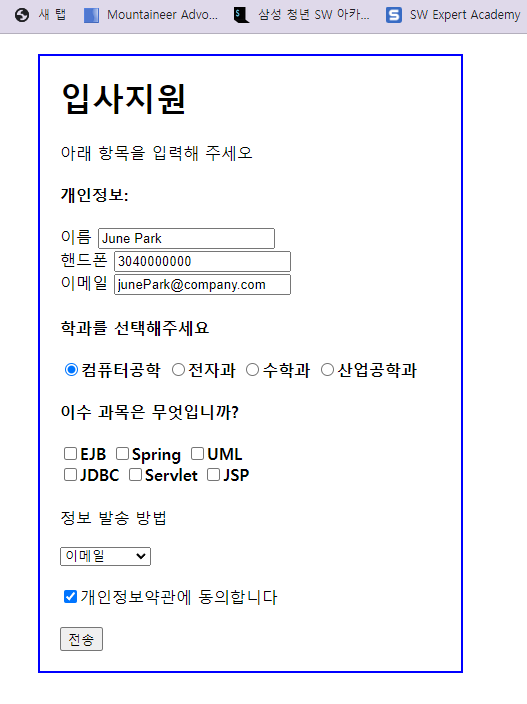 새 탭 Mountaineer Advo... 삼성 청년 SW 아카... SW Expert Academy
입사지원
아래 항목을 입력해 주세오
개인정보:
이름 June Park
핸드폰 3040000000
이메일 junePark@company.com
학과를 선택해주세요
컴퓨터공학 전자과 수학과 산업공학과
이수 과목은 무엇입니까?
EJB Spring UML
JDBC Servlet JSP
정보 발송 방법
이메일
개인정보약관에 동의합니다
전송